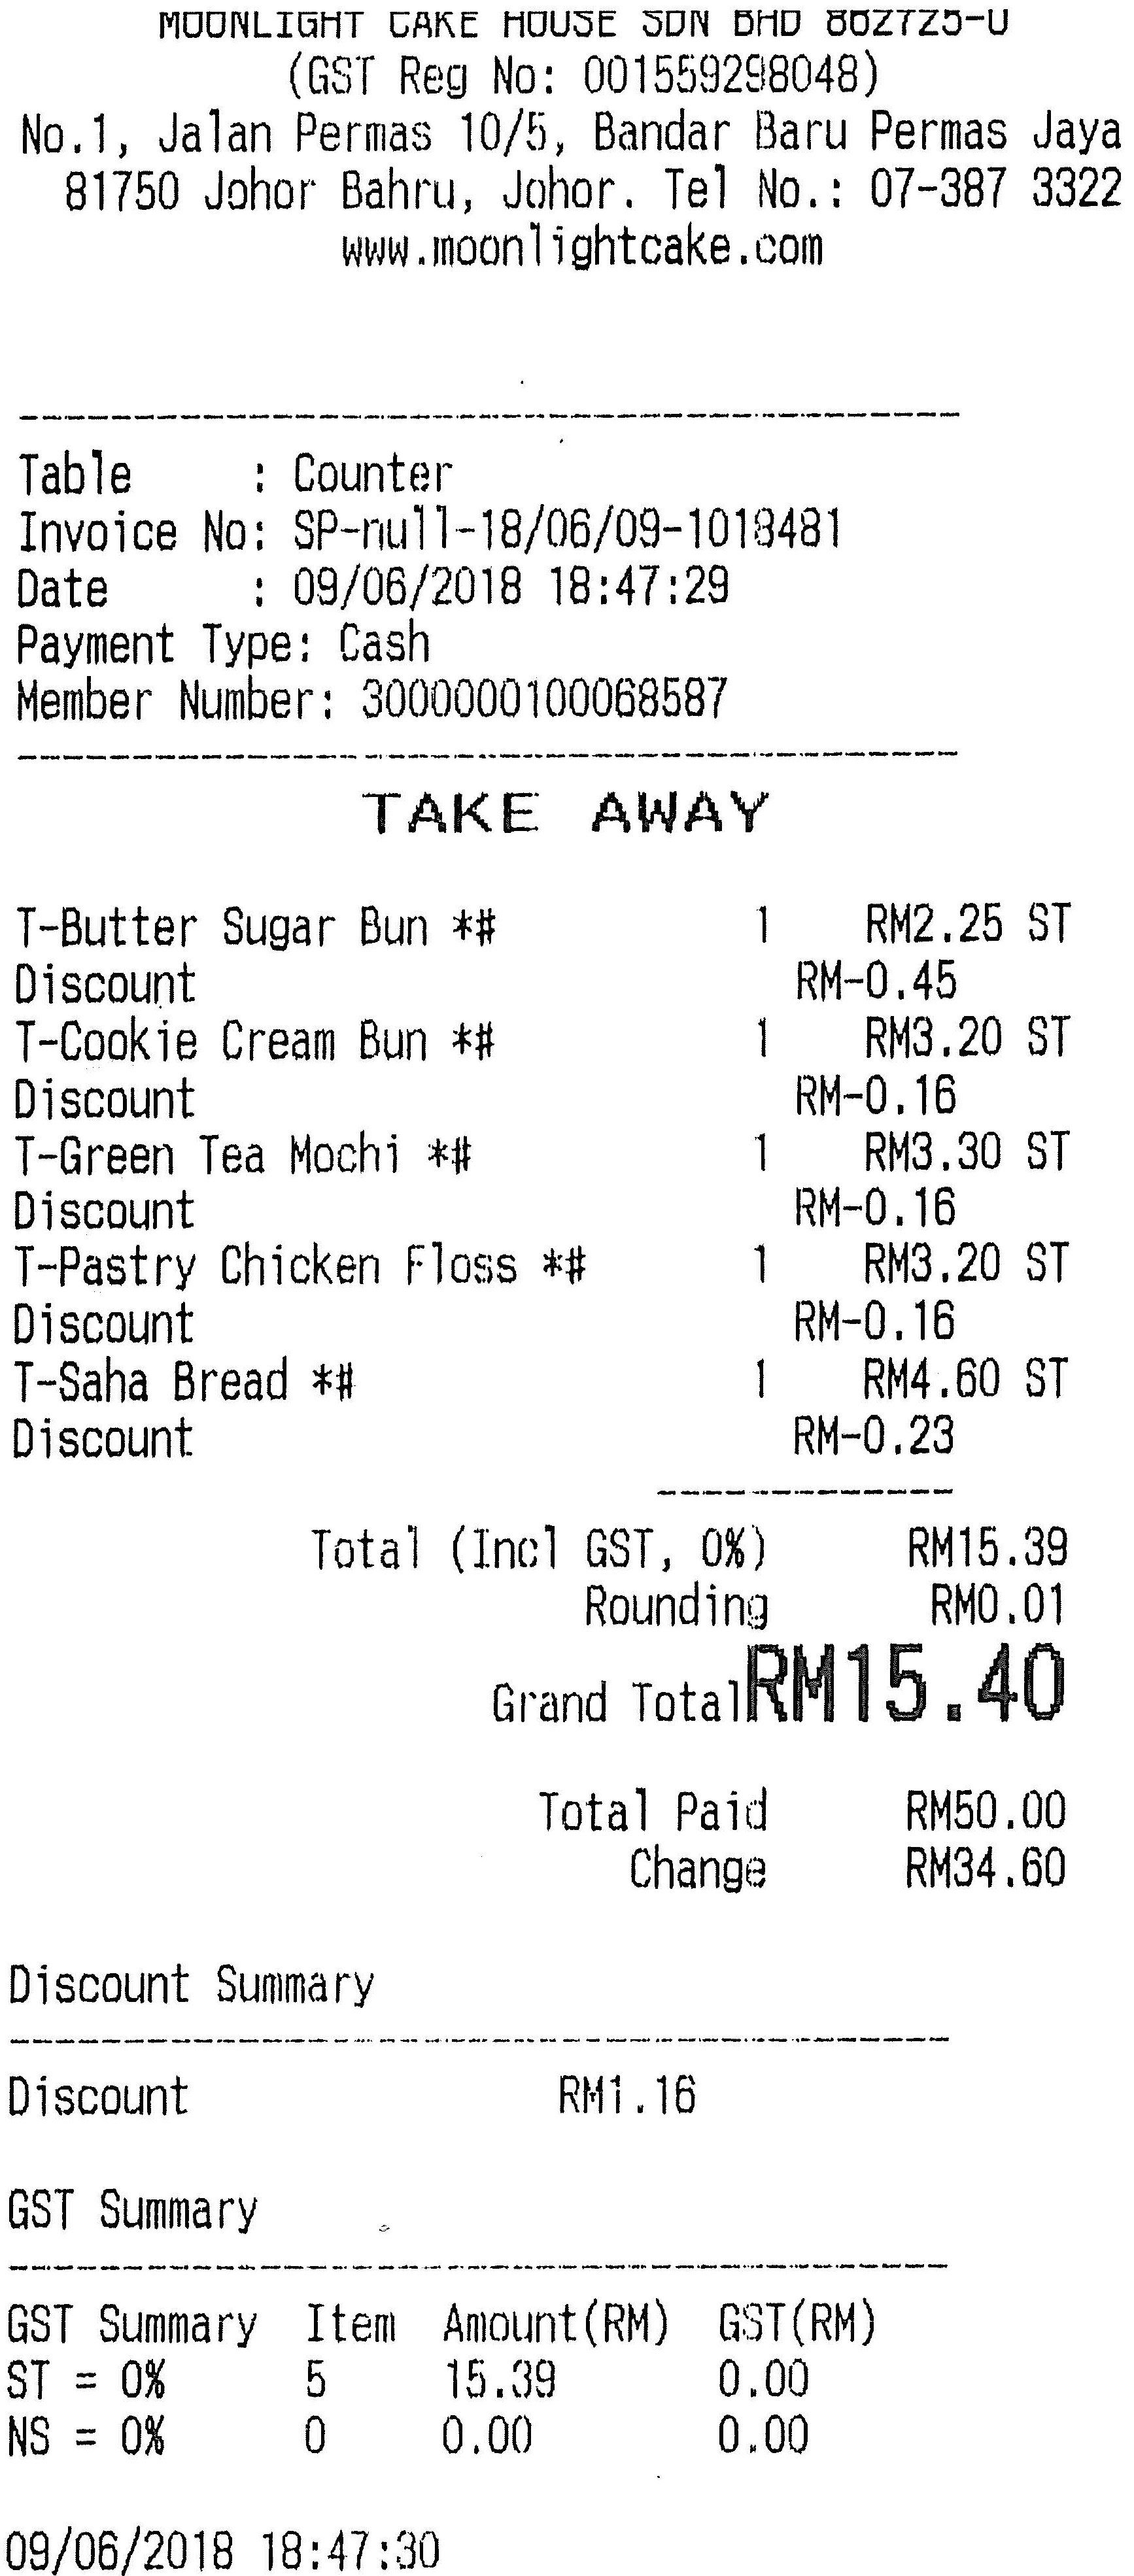 MOONLIGHT CAKE HOUSE SDN BHD 862725-U
(GST Reg No: 001559298048)
No.1, Jalan Permas 10/5, Bandar Baru Permas Jaya
81750 Johor Bahru, Johor. Tel No.: 07-387 3322
www.moonlightcake.com
Table : Counter
Invoice No: SP-null-18/06/09-1018481
Date : 09/06/2018 18:47:29
Payment Type: Cash
Member Number: 3000000100068587
TAKE AWAY
T-Butter Sugar Bun *# 1 RM2.25 ST
Discount RM-0.45
T-Cookie Cream Bun *# 1 RM3.20 ST
Discount RM-0.16
T-Green Tea Mochi *# 1 RM3.30 ST
Discount RM-0.16
T-Pastry Chicken Floss *# 1 RM3.20 ST
Discount RM-0.16
T-Saha Bread *# 1 RM4.60 ST
Discount RM-0.23
Total (Incl GST, 0%) RM15.39
Rounding RM0.01
Grand Total RM15.40
Total Paid RM50.00
Change RM34.60
Discount Summary
Discount RM1.16
GST Summary
GST Summary Item Amount(RM) GST(RM)
ST = 0% 5 15.39 0.00
NS = 0% 0 0.00 0.00
09/06/2018 18:47:30